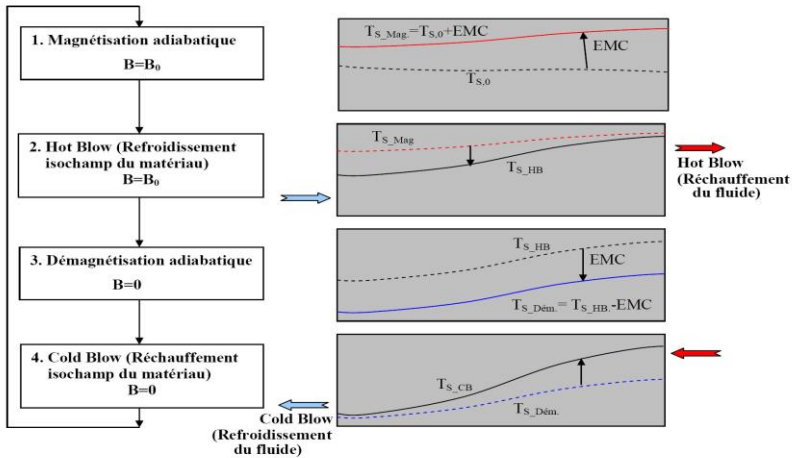 1. Magnétisation adiabatique
B=B₀
T_S_Mag.=T_S,0+EMC
EMC
T_S,0
2. Hot Blow (Refroidissement
isochamp du matériau)
B=B₀
T_S_Mag
T_S_HB
Hot Blow
(Réchauffement
du fluide)
3. Démagnétisation adiabatique
B=0
T_S_HB
EMC
T_S_Dém.= T_S_HB.-EMC
4. Cold Blow (Réchauffement
isochamp du matériau)
B=0
T_S_CB
T_S_Dém.
Cold Blow
(Refroidissement
du fluide)